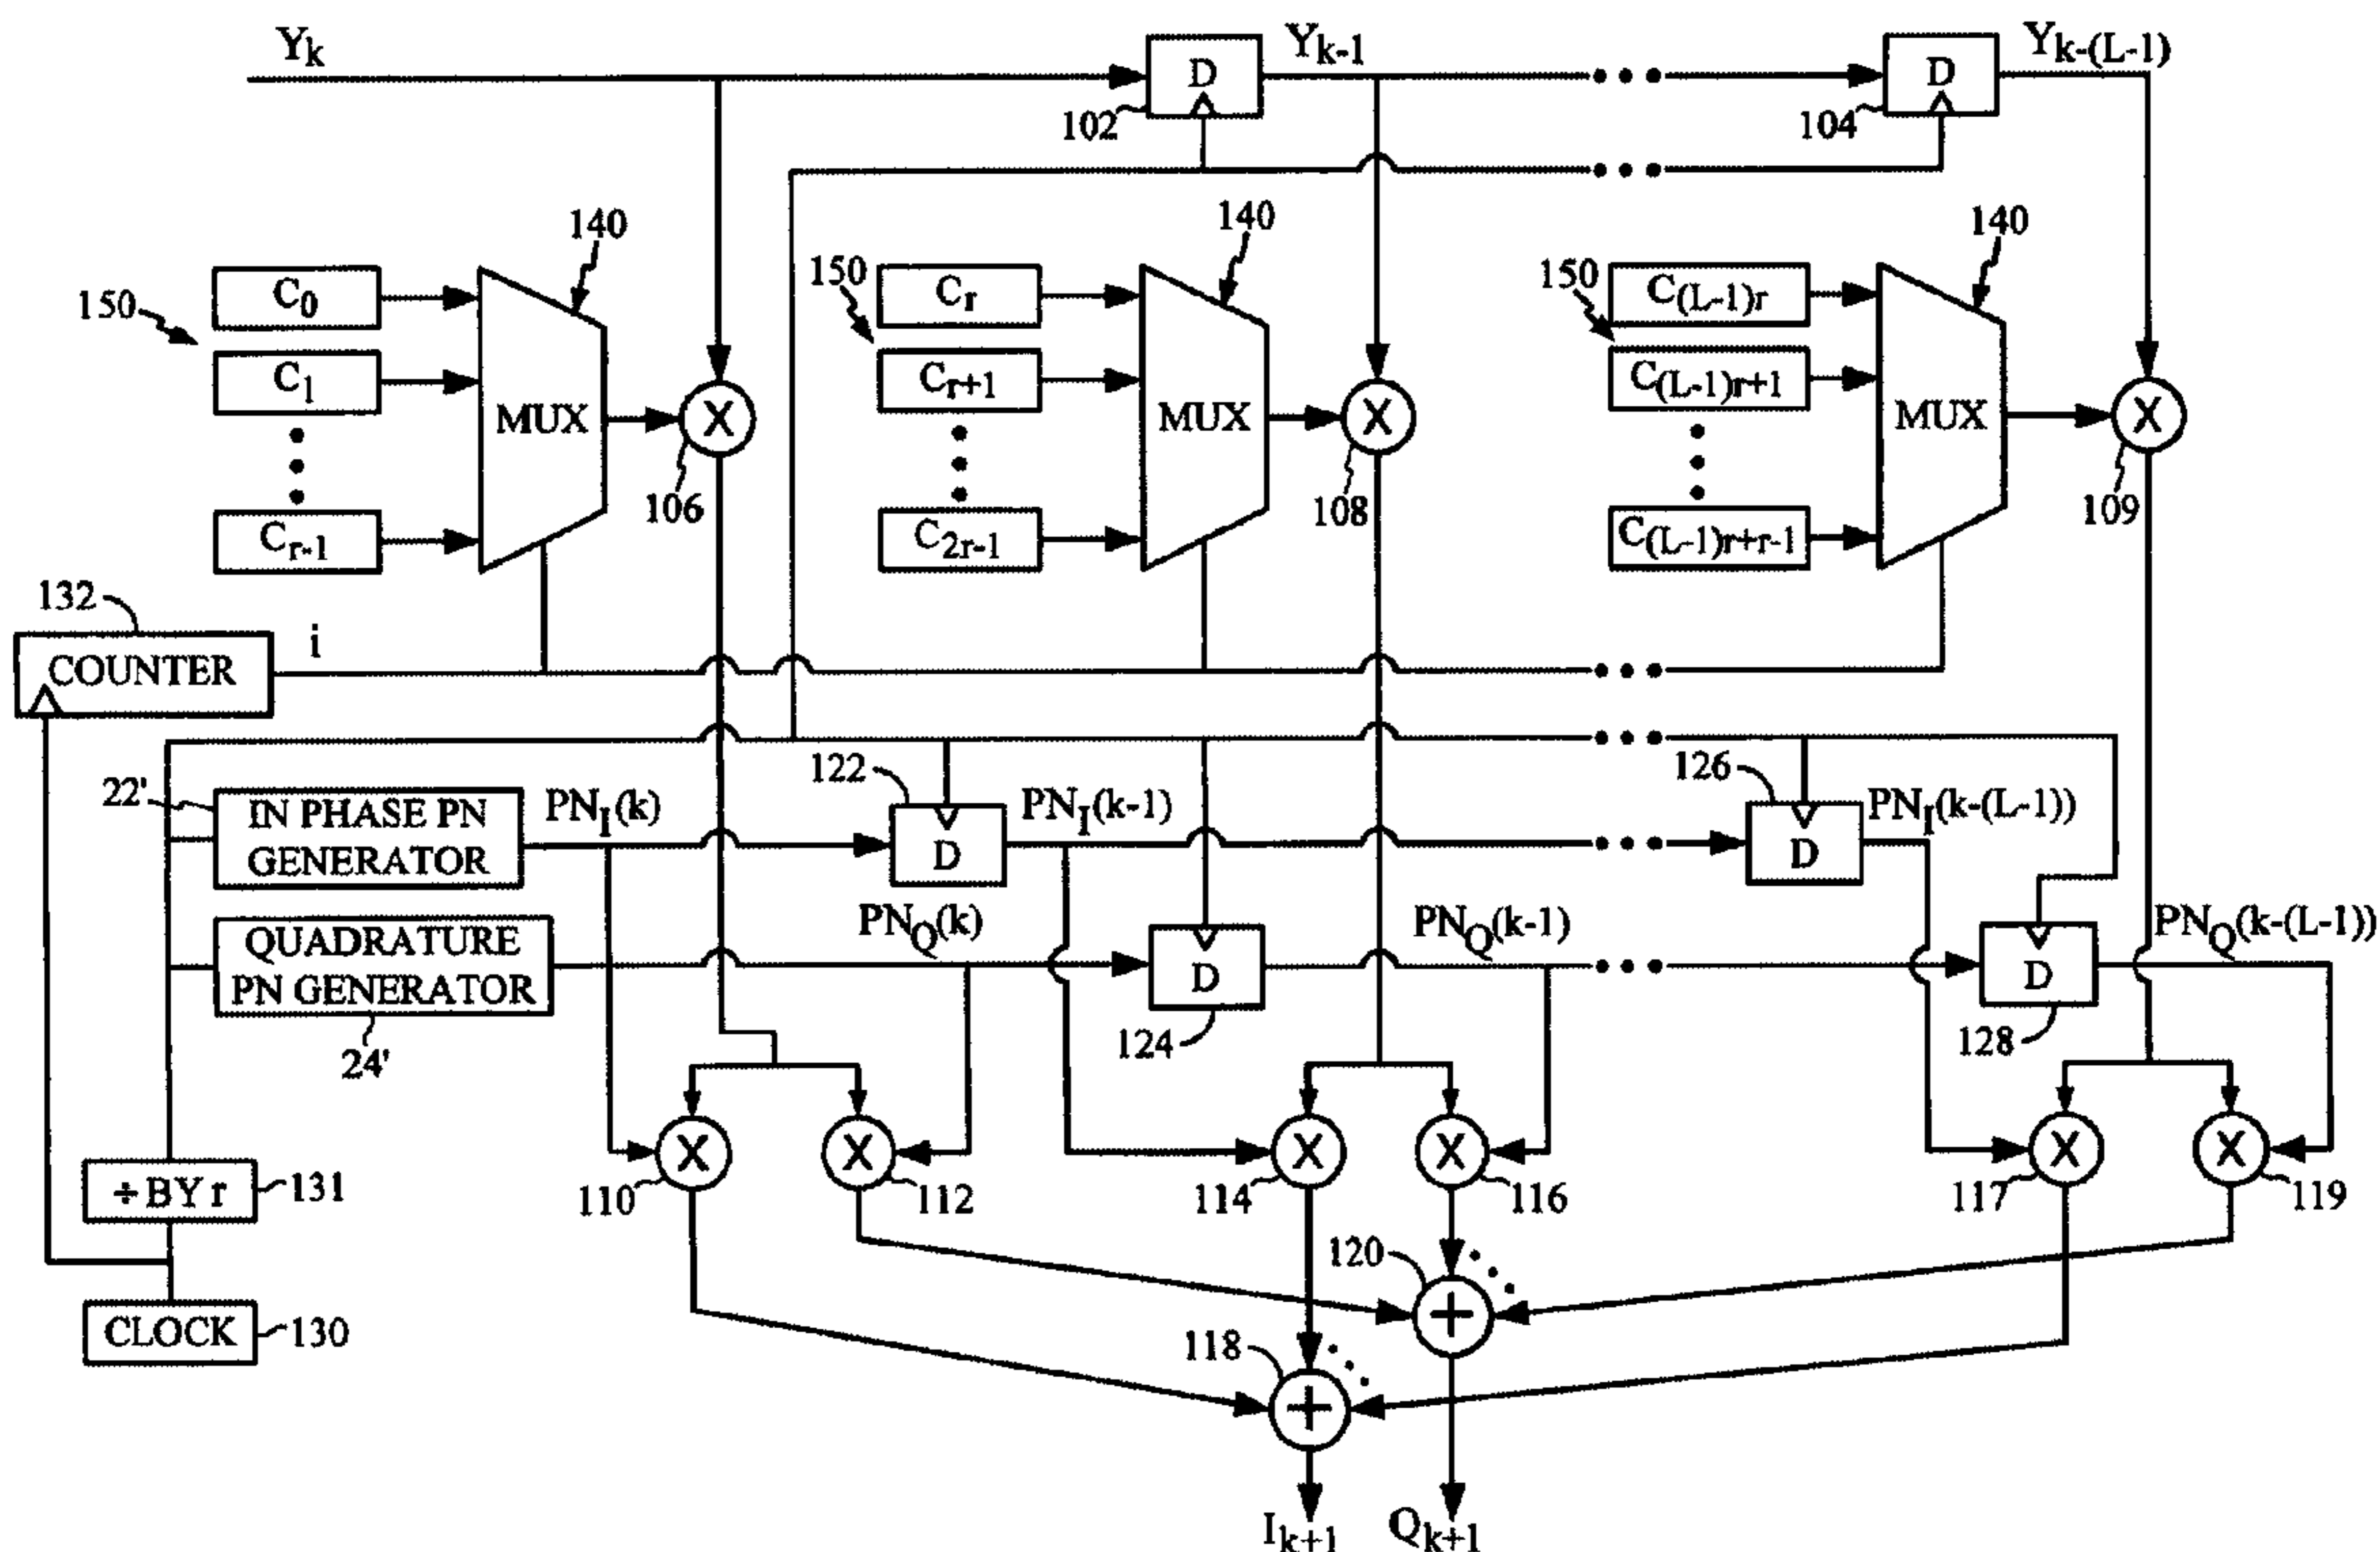 Yk D Yk-1 D Yk-(L-1)
102 104
140 140 140
150 C0 150 Cr 150 C(L-1)r
C1 MUX X Cr+1 MUX X C(L-1)r+1 MUX X
106 108 109
Cr-1 C2r-1 C(L-1)r+r-1
132
COUNTER i
22' IN PHASE PN GENERATOR PNI(k) 122 D PNI(k-1) 126 D PNI(k-(L-1))
QUADRATURE PN GENERATOR PNQ(k) D PNQ(k-1) D PNQ(k-(L-1))
24' 124 128
X X X X X X
÷BY r 131 110 112 114 116 117 119
120 +
CLOCK 130
118 +
Ik+1 Qk+1